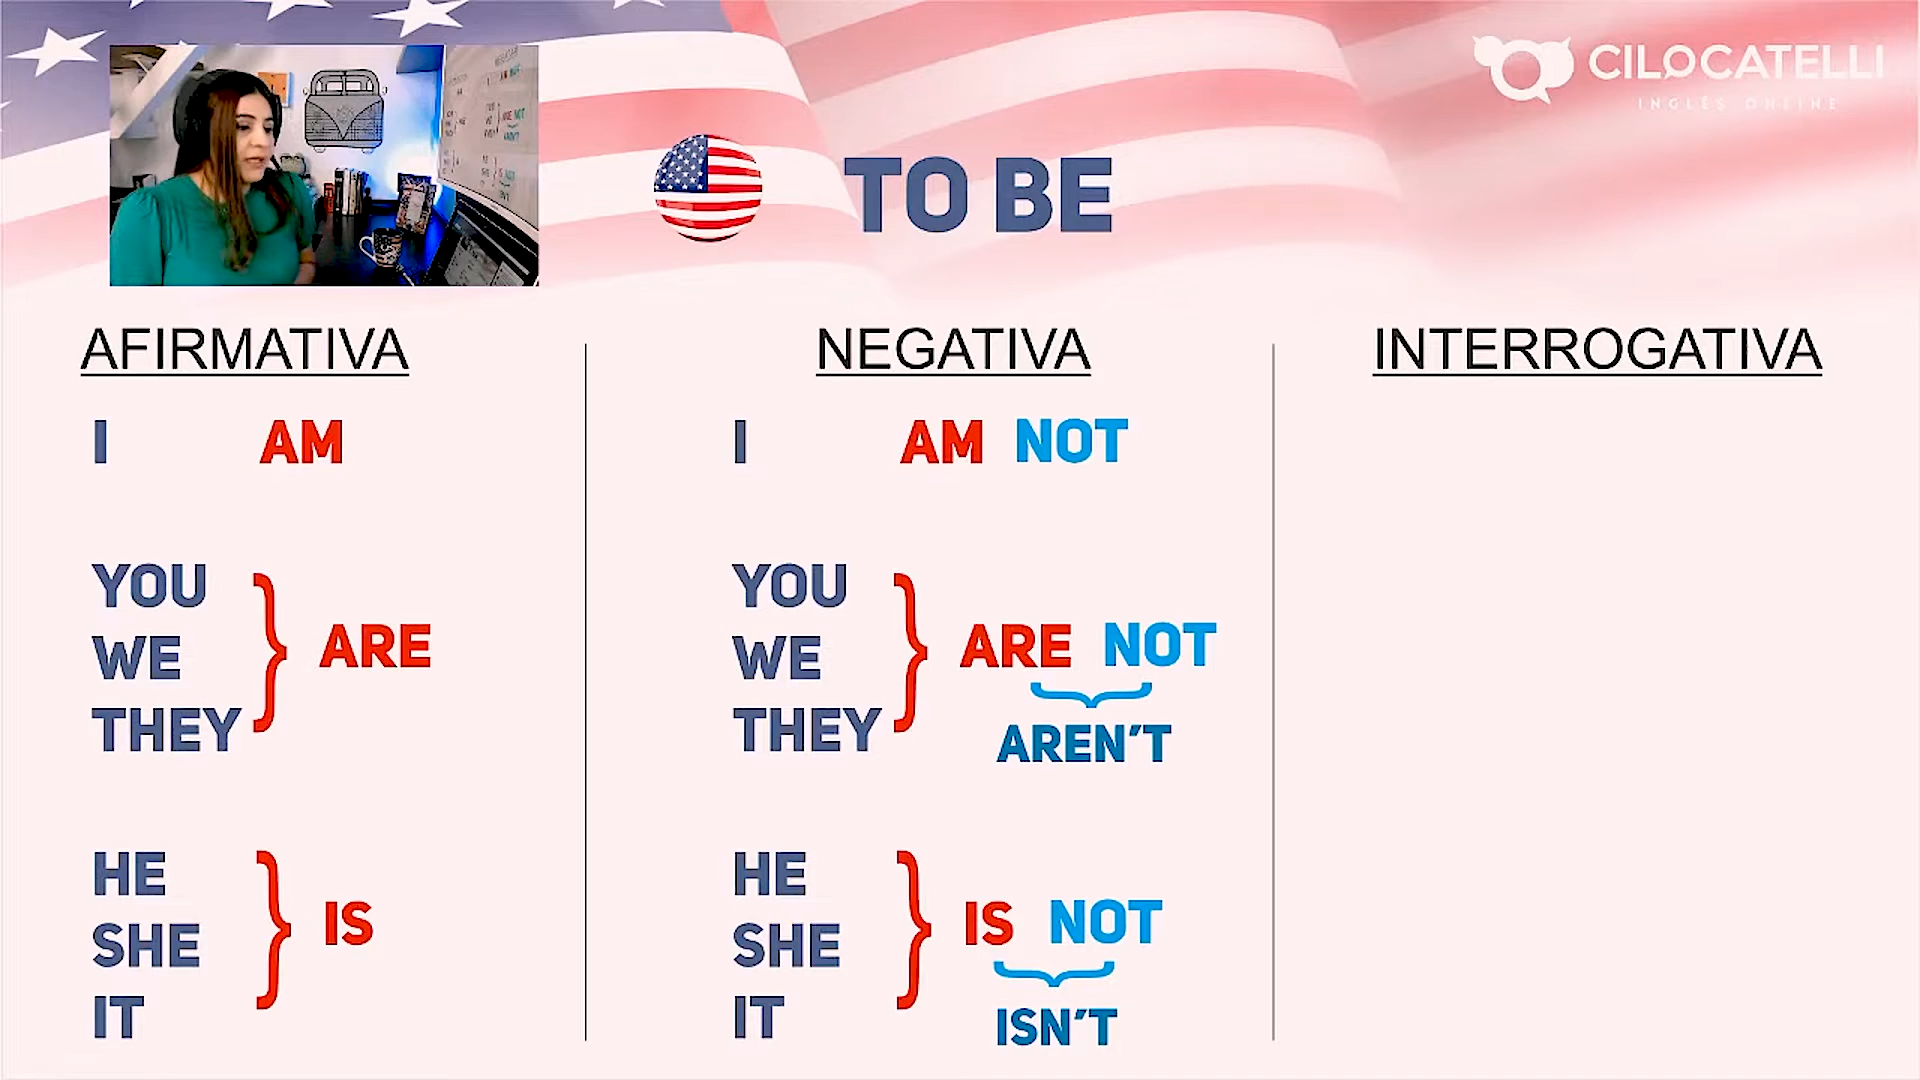 CILOCATELLI
INGLÊS ONLINE
TO BE
AFIRMATIVA
I AM
YOU
WE
THEY
ARE
HE
SHE
IT
IS
NEGATIVA
I AM NOT
YOU
WE
THEY
ARE NOT
AREN’T
HE
SHE
IT
IS NOT
ISN’T
INTERROGATIVA